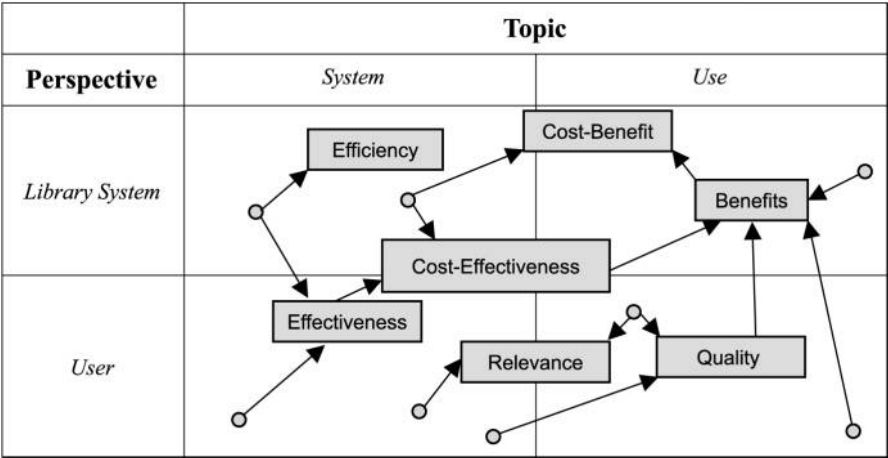 Topic
Perspective
System
Use
Library System
Efficiency
Cost-Benefit
Benefits
Cost-Effectiveness
User
Effectiveness
Relevance
Quality